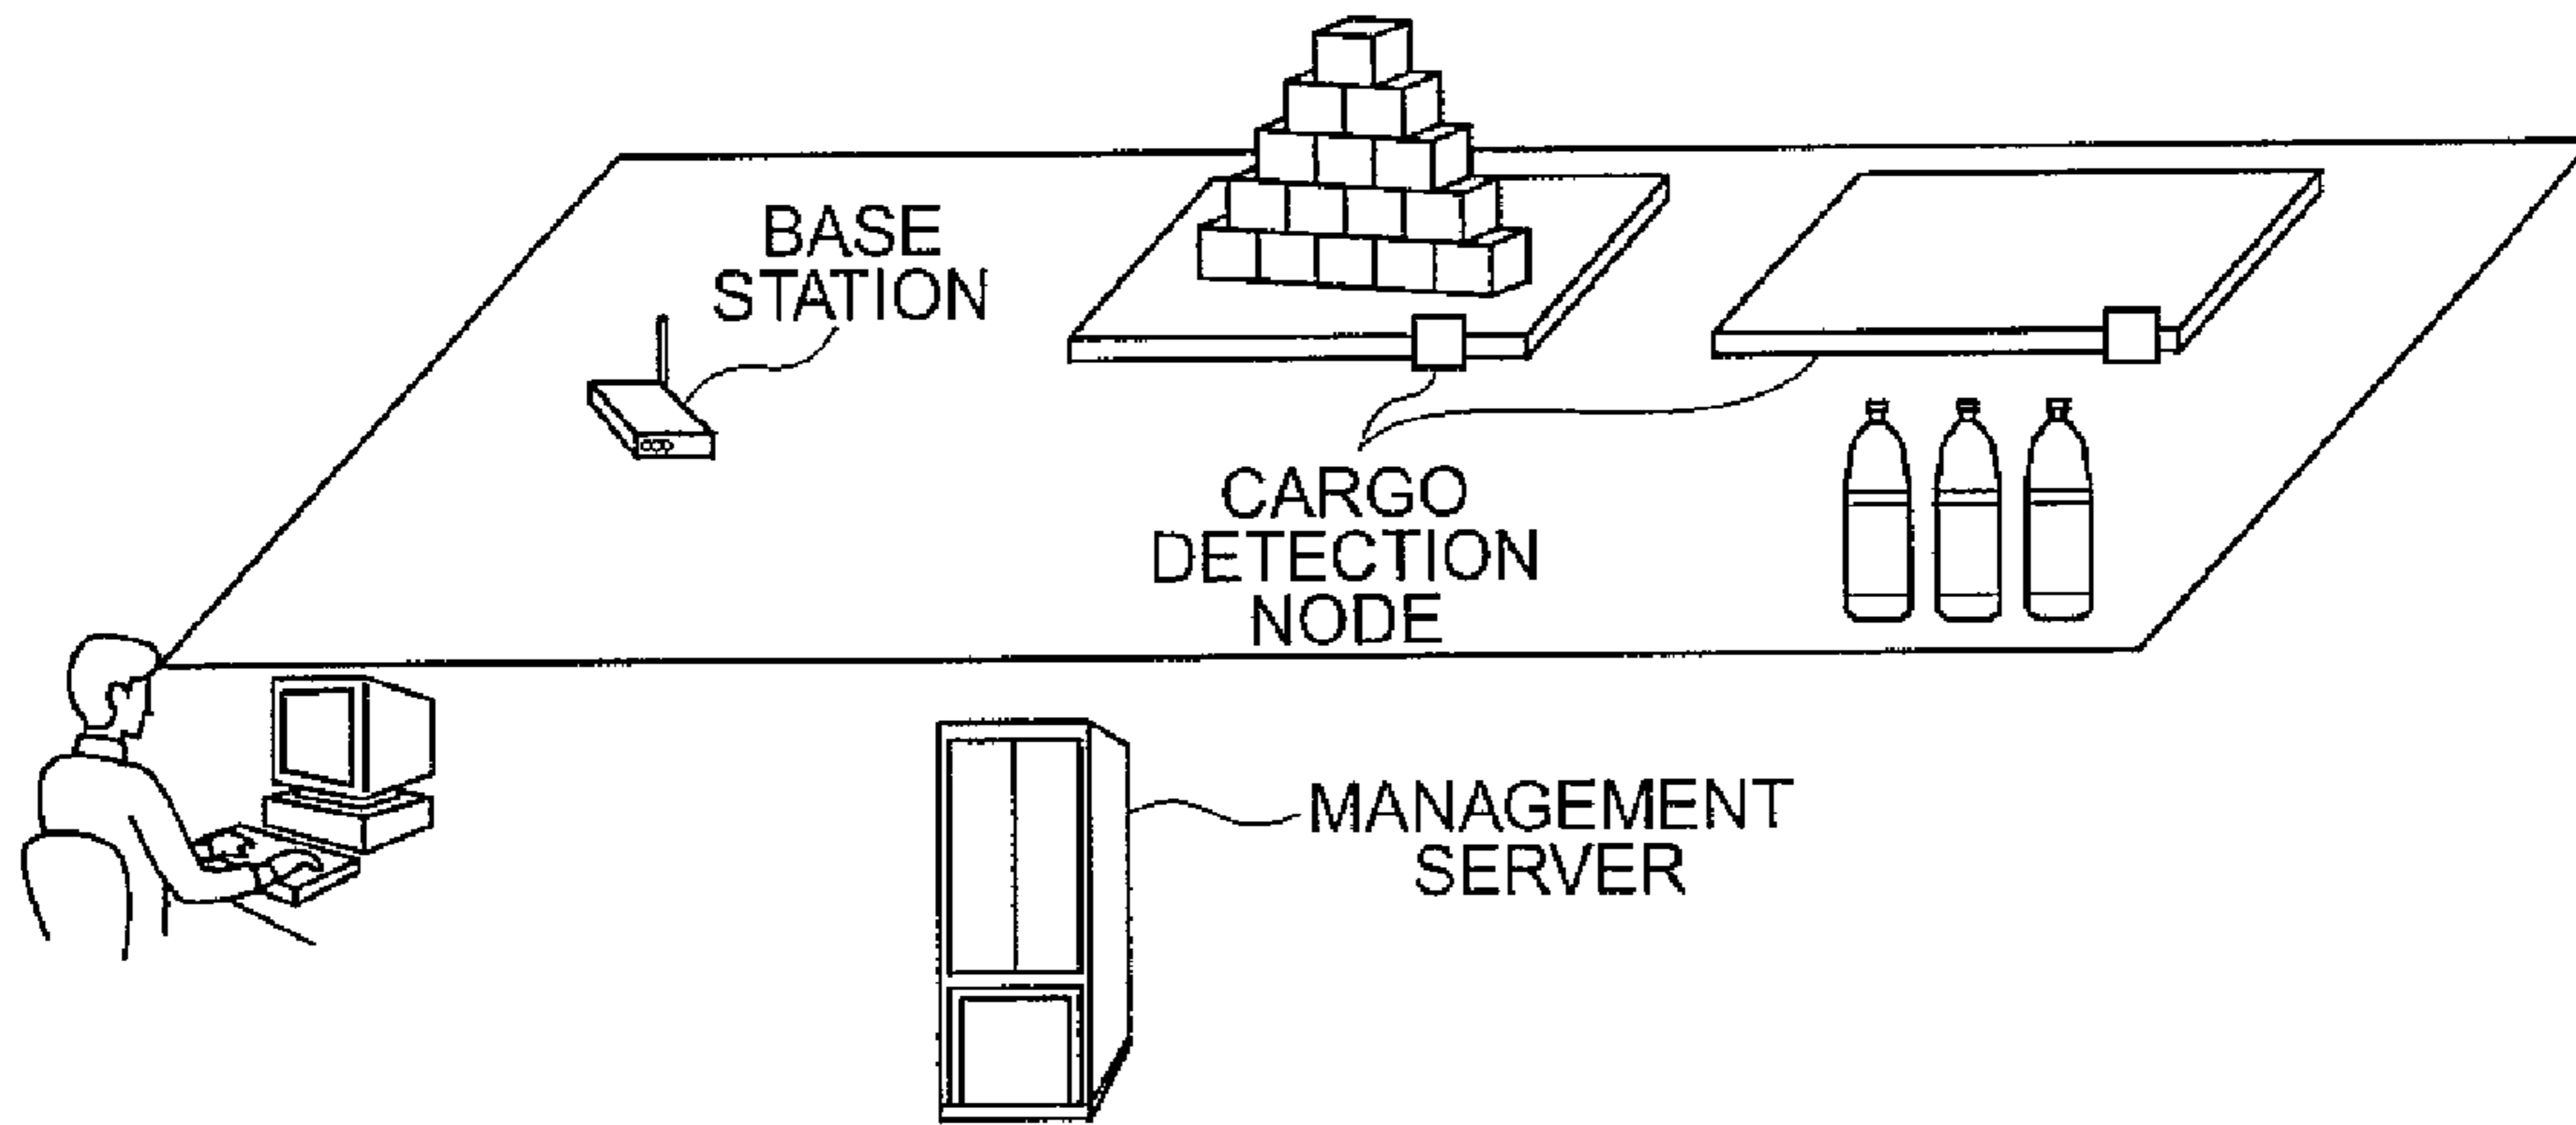 BASE
STATION
CARGO
DETECTION
NODE
MANAGEMENT
SERVER